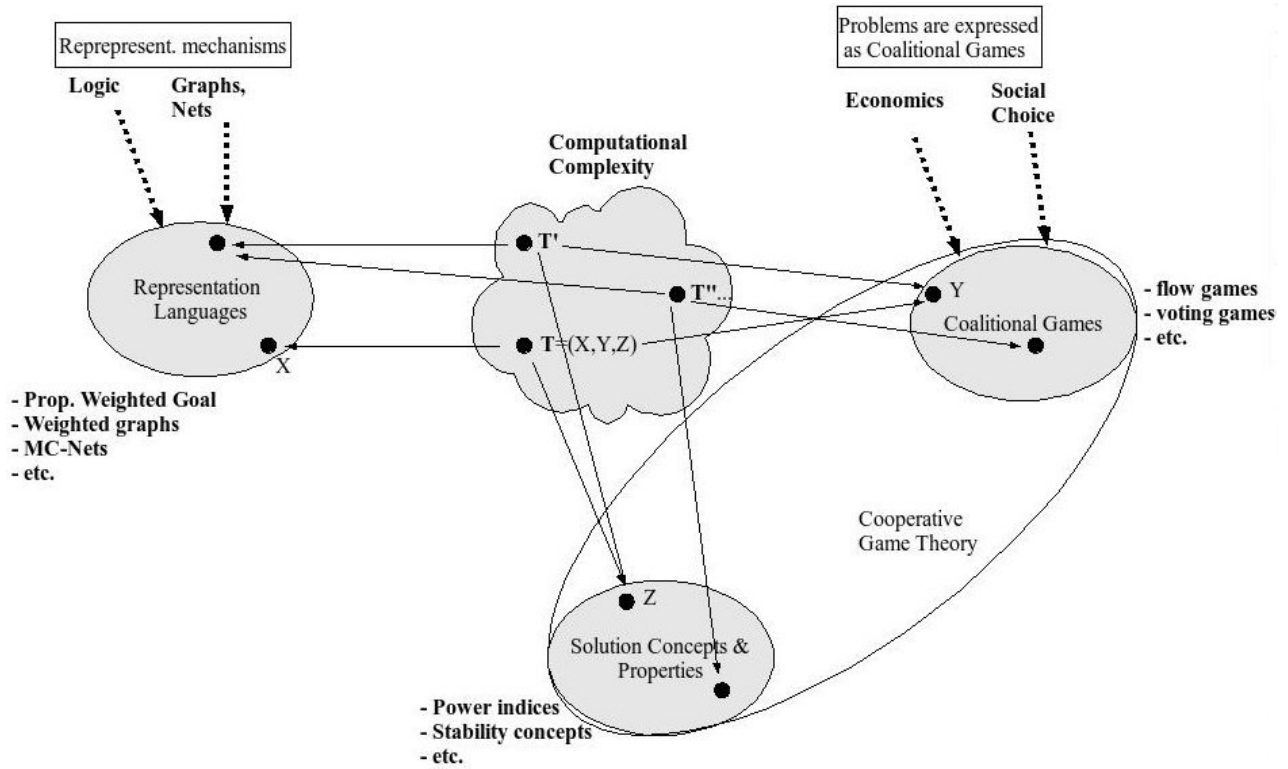 Reprepresent. mechanisms
Problems are expressed
as Coalitional Games
Logic
Graphs,
Nets
Economics
Social
Choice
Computational
Complexity
T'
T"...
T=(X,Y,Z)
Representation
Languages
X
Y
Coalitional Games
- flow games
- voting games
- etc.
- Prop. Weighted Goal
- Weighted graphs
- MC-Nets
- etc.
Cooperative
Game Theory
Z
Solution Concepts &
Properties
- Power indices
- Stability concepts
- etc.